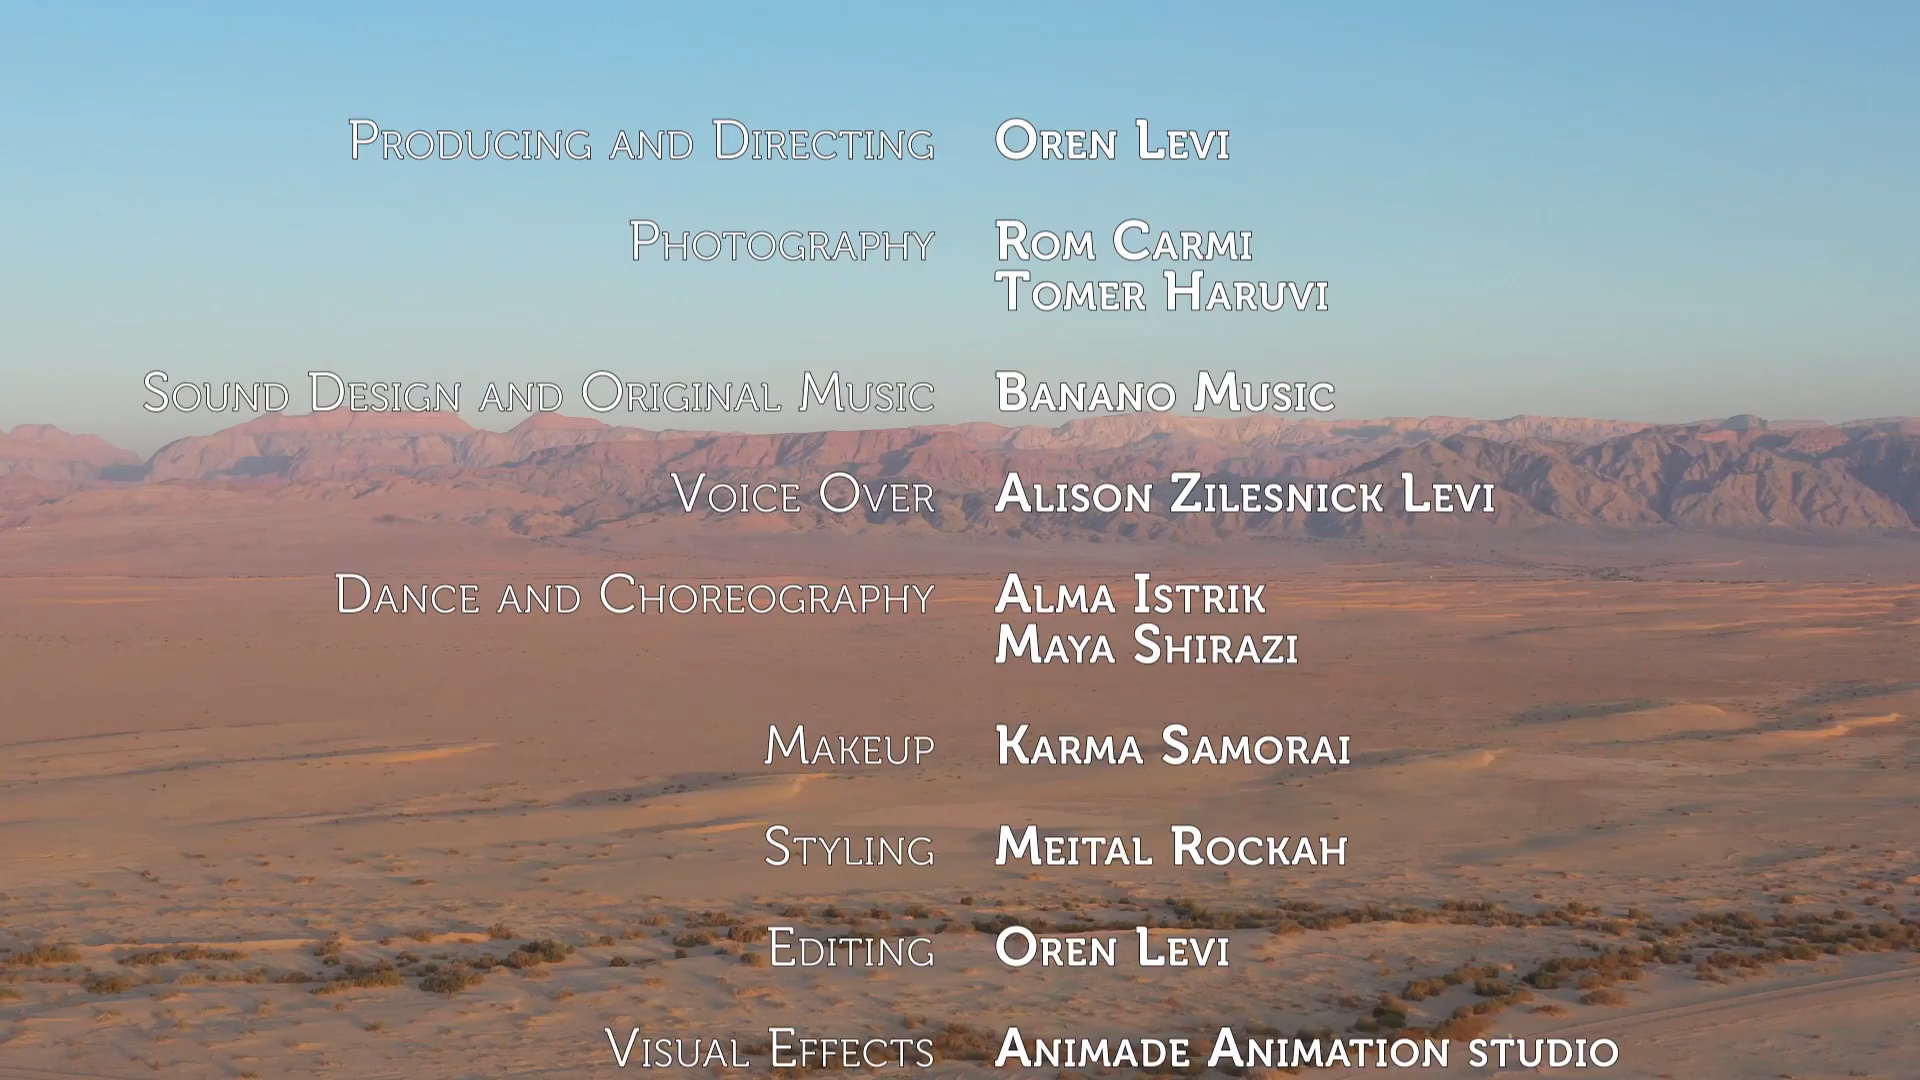 Producing and Directing Oren Levi
Photography Rom Carmi
Tomer Haruvi
Sound Design and Original Music Banano Music
Voice Over Alison Zilesnick Levi
Dance and Choreography Alma Istrik
Maya Shirazi
Makeup Karma Samorai
Styling Meital Rockah
Editing Oren Levi
Visual Effects Animade Animation studio